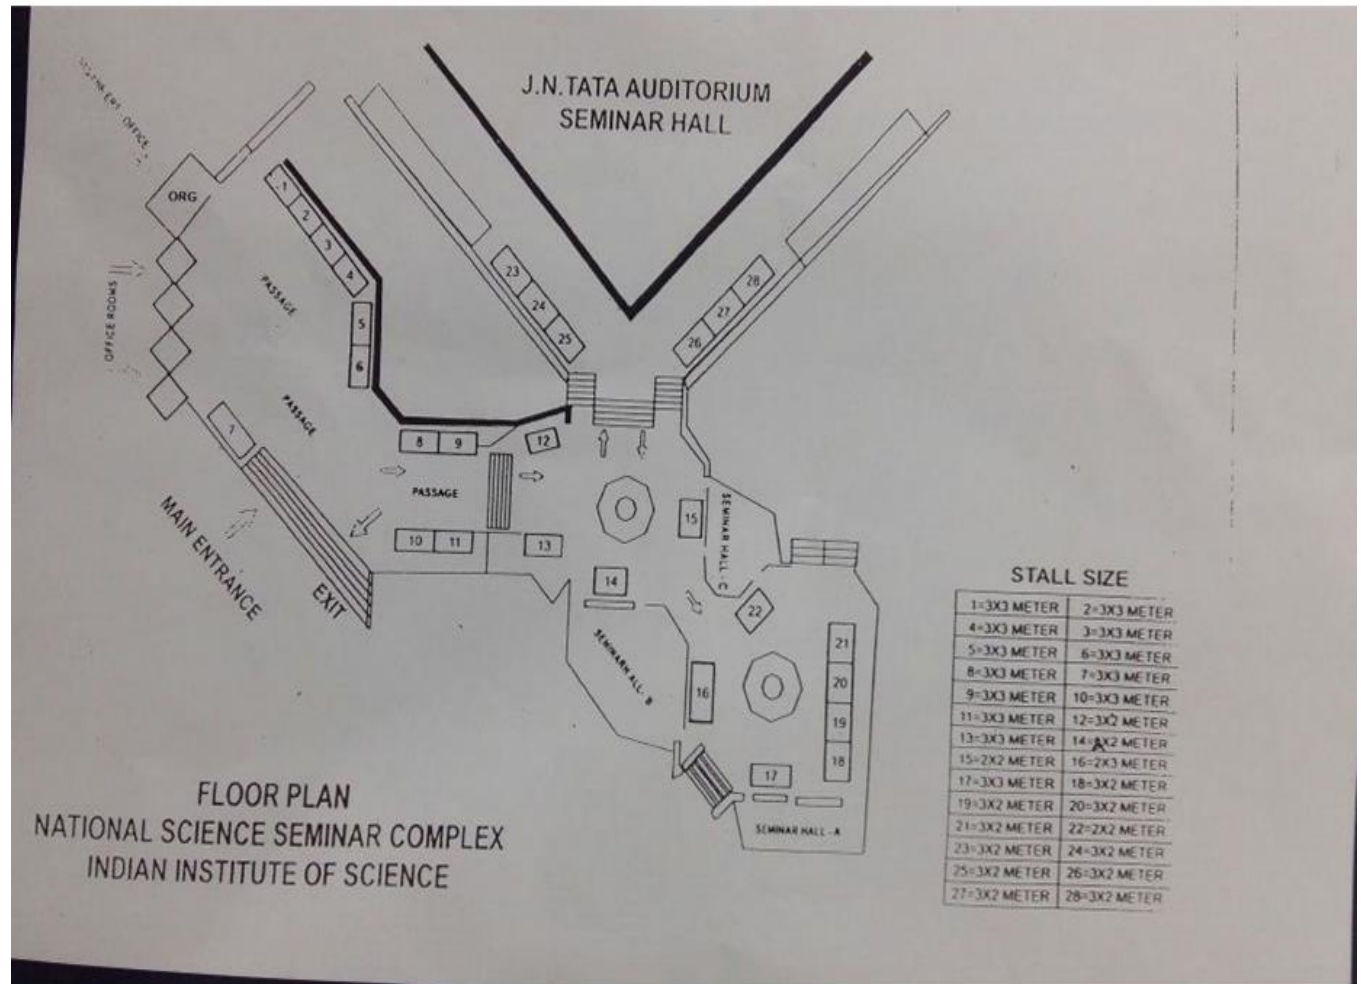 J.N.TATA AUDITORIUM
SEMINAR HALL
OFFICE
ORG
OFFICE ROOMS
1
2
3
4
5
6
PASSAGE
PASSAGE
7
23
24
25
26
27
28
8
9
12
PASSAGE
10
11
13
14
15
SEMINAR HALL - C
22
SEMINARH ALL - B
16
21
20
19
18
17
SEMINAR HALL - A
MAIN ENTRANCE
EXIT
FLOOR PLAN
NATIONAL SCIENCE SEMINAR COMPLEX
INDIAN INSTITUTE OF SCIENCE
STALL SIZE
1=3X3 METER 2=3X3 METER
4=3X3 METER 3=3X3 METER
5=3X3 METER 6=3X3 METER
8=3X3 METER 7=3X3 METER
9=3X3 METER 10=3X3 METER
11=3X3 METER 12=3X2 METER
13=3X3 METER METER
15=2X2 METER 16=2X3 METER
17=3X3 METER 18=3X2 METER
19=3X2 METER 20=3X2 METER
21=3X2 METER 22=2X2 METER
23=3X2 METER 24=3X2 METER
25=3X2 METER 26=3X2 METER
27=3X2 METER 28=3X2 METER